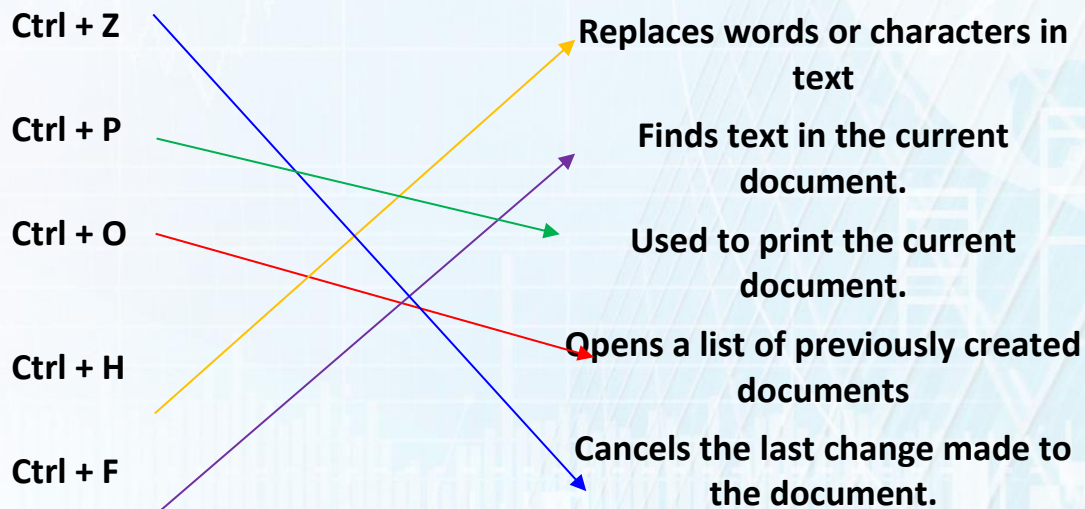 Ctrl + Z
Ctrl + P
Ctrl + O
Ctrl + H
Ctrl + F
Replaces words or characters in
text
Finds text in the current
document.
Used to print the current
document.
Opens a list of previously created
documents
Cancels the last change made to
the document.